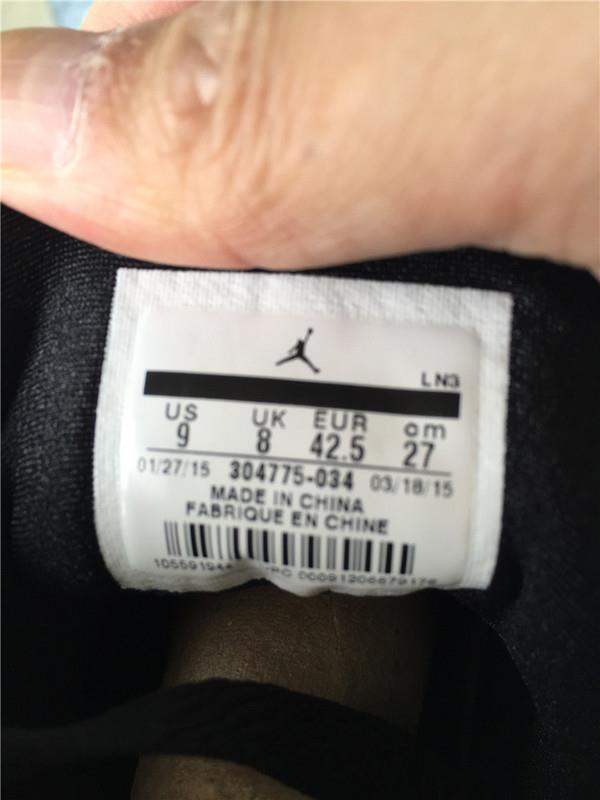 LN3
US UK EUR cm
9 8 42.5 27
01/27/15 304775-034 03/18/15
MADE IN CHINA
FABRIQUE EN CHINE